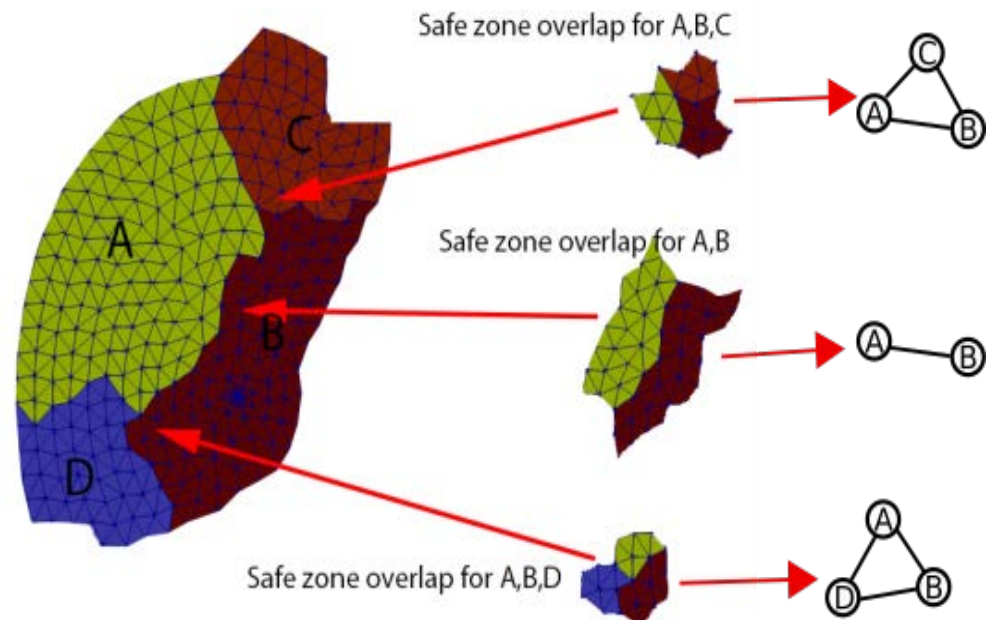 Safe zone overlap for A,B,C
C
A
B
C
A
Safe zone overlap for A,B
B
A
B
D
A
Safe zone overlap for A,B,D
D
B